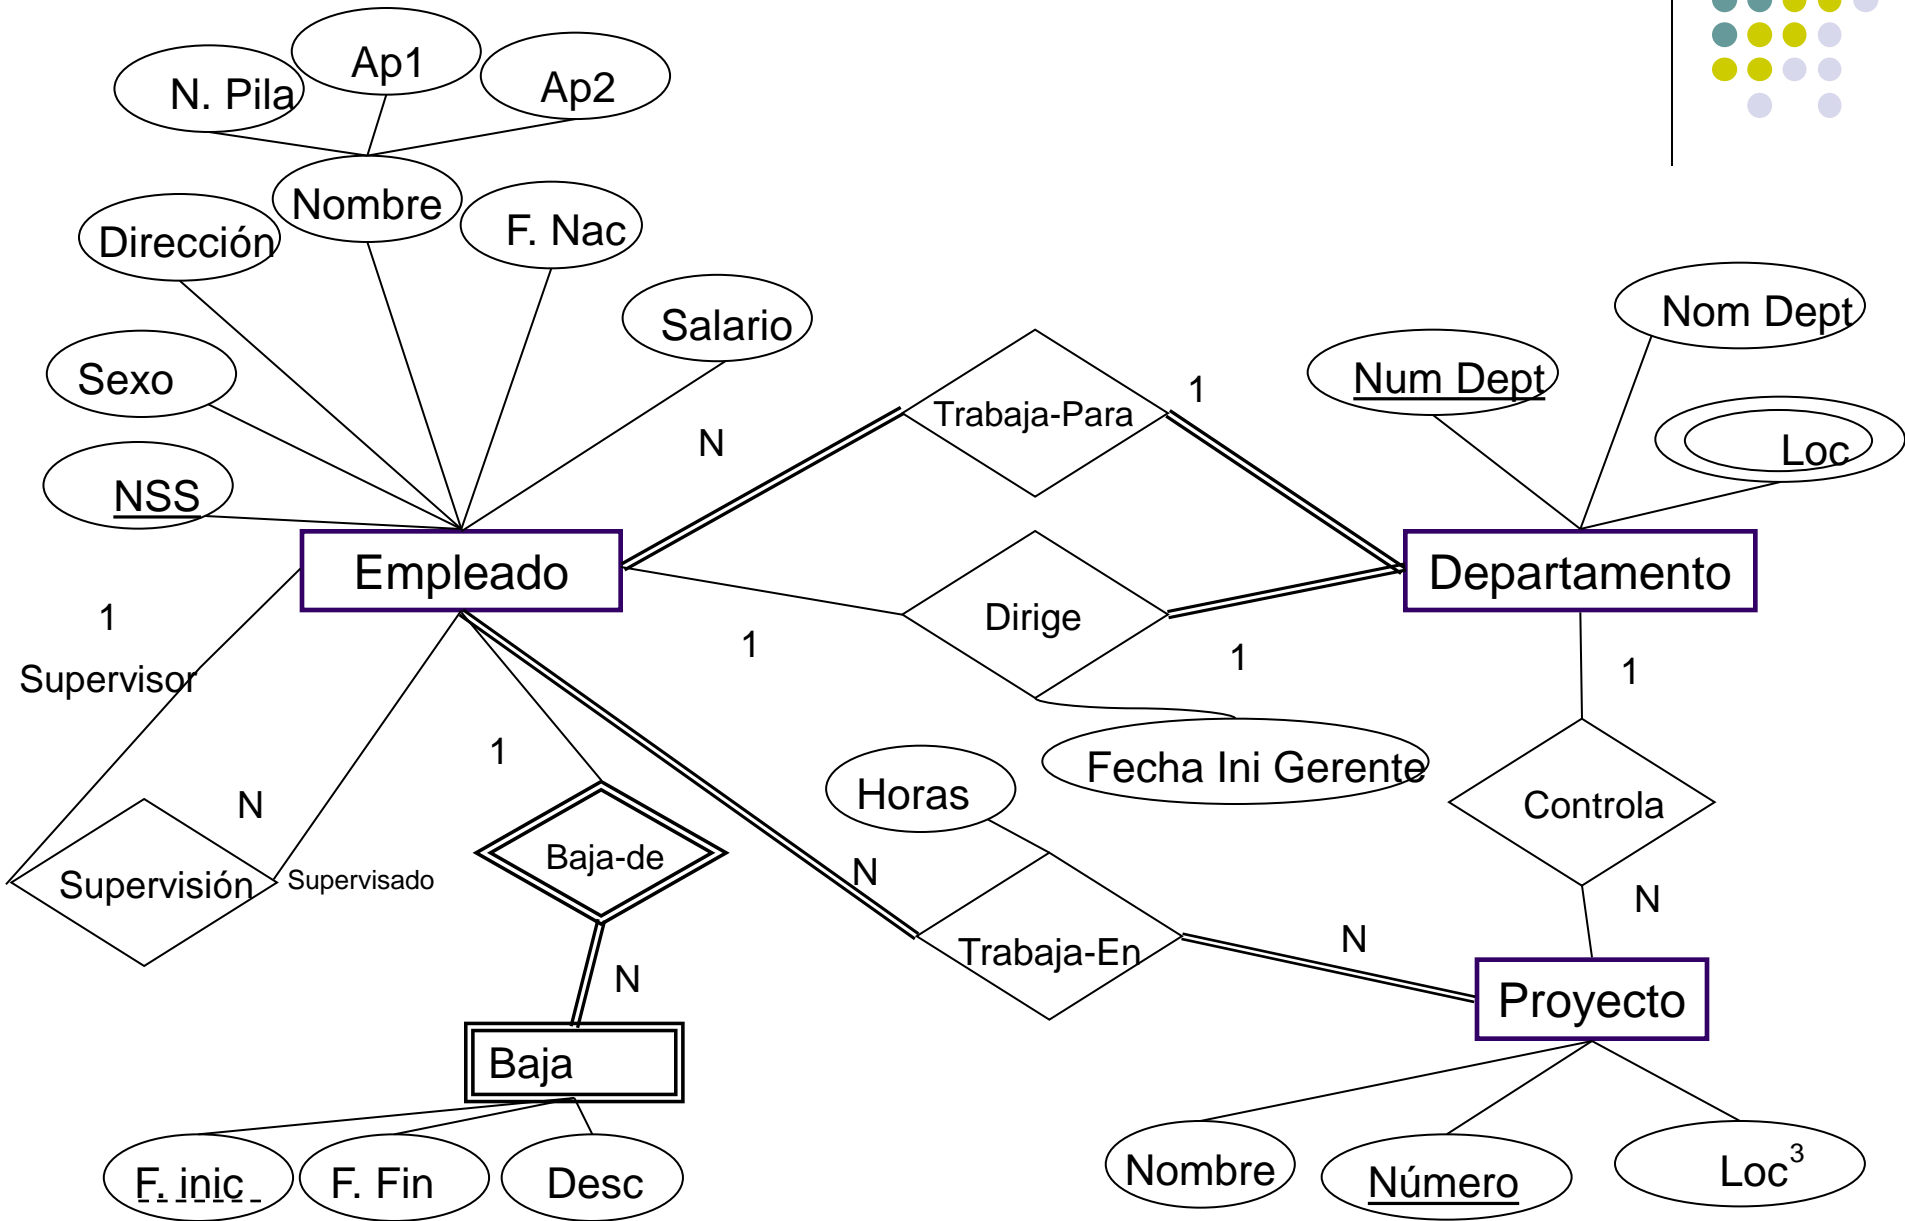 Ap1
N. Pila
Ap2
Nombre
F. Nac
Dirección
Nom Dept
Salario
Sexo
Num Dept
1
Trabaja-Para
N
Loc
NSS
Empleado
Departamento
1
Dirige
1
1
1
Supervisor
1
Fecha Ini Gerente
Horas
N
Controla
Baja-de
N
Supervisión
Supervisado
N
N
Trabaja-En
N
Proyecto
Baja
Nombre
Número
Loc
3
F. inic
F. Fin
Desc